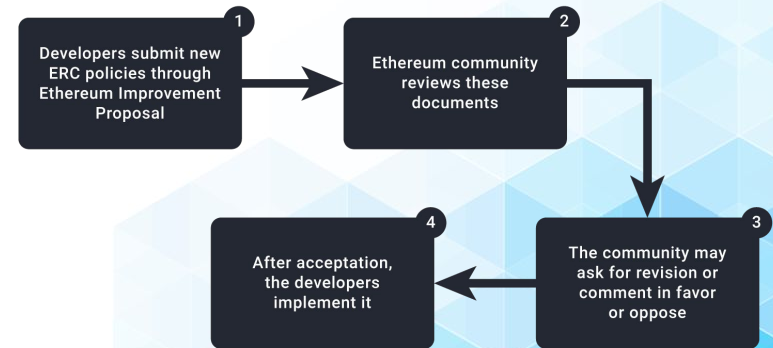 1
Developers submit new
ERC policies through
Ethereum Improvement
Proposal
2
Ethereum community
reviews these
documents
3
The community may
ask for revision or
comment in favor
or oppose
4
After acceptation,
the developers
implement it